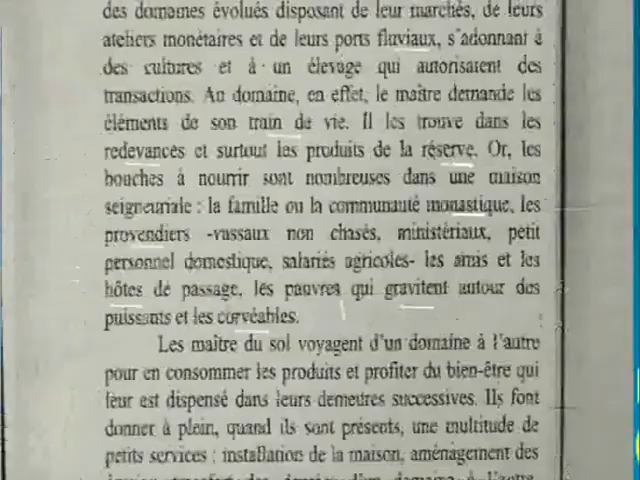 des domaines évolués disposant de leur marchés, de leurs
ateliers monétaires et de leurs ports fluviaux, s'adonnant à
des cultures et à un élevage qui autorisaient des
transactions. Au domaine, en effet, le maître demande les
éléments de son train de vie. Il les trouve dans les
redevances et surtout les produits de la réserve. Or, les
bouches à nourrir sont nombreuses dans une maison
seigneuriale : la famille ou la communauté monastique, les
provendiers -vassaux non chasés, ministériaux, petit
personnel domestique, salariés agricoles- les amis et les
hôtes de passage, les pauvres qui gravitent autour des
puissants et les corvéables.
Les maître du sol voyagent d'un domaine à l'autre
pour en consommer les produits et profiter du bien-être qui
leur est dispensé dans leurs demeures successives. Ils font
donner à plein, quand ils sont présents, une multitude de
petits services : installation de la maison, aménagement des
d'un domaine à l'autre,